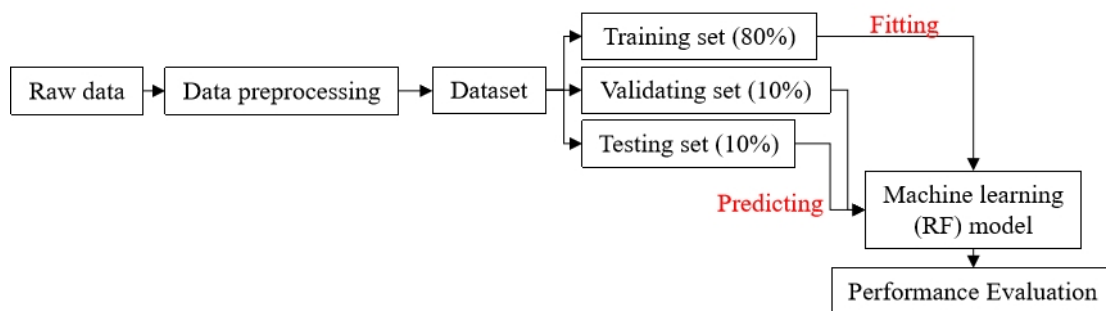 Training set (80%)
Fitting
Raw data
Data preprocessing
Dataset
Validating set (10%)
Testing set (10%)
Predicting
Machine learning
(RF) model
Performance Evaluation